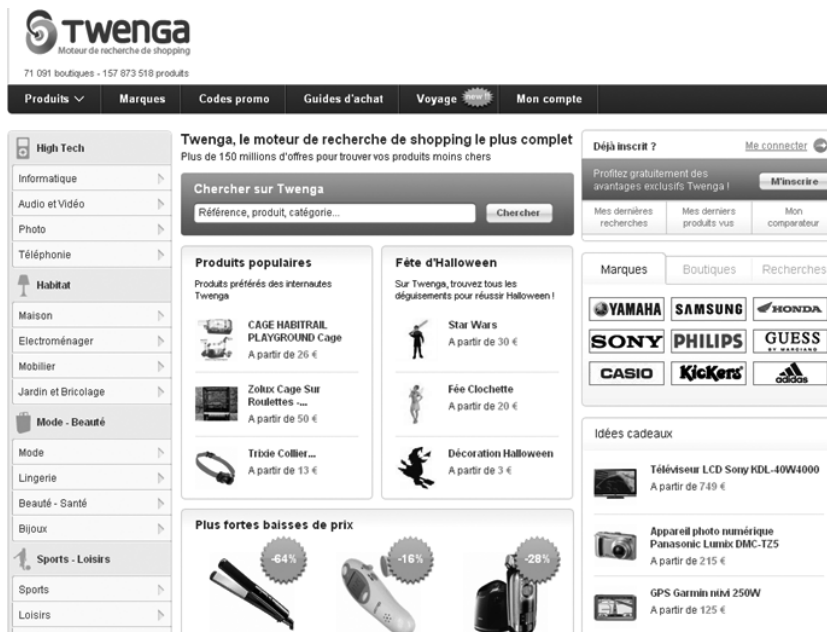 TWenGa
Moteur de recherche de shopping
71 091 boutiques - 157 873 518 produits
Produits
Marques
Codes promo
Guides d'achat
Voyage
new !!
Mon compte
High Tech
Informatique
Audio et Vidéo
Photo
Téléphonie
Habitat
Maison
Electroménager
Mobilier
Jardin et Bricolage
Mode - Beauté
Mode
Lingerie
Beauté - Santé
Bijoux
Sports - Loisirs
Sports
Loisirs
Twenga, le moteur de recherche de shopping le plus complet
Plus de 150 millions d'offres pour trouver vos produits moins chers
Chercher sur Twenga
Référence, produit, catégorie...
Chercher
Produits populaires
Produits préférés des internautes
Twenga
CAGE HABITRAIL
PLAYGROUND Cage
A partir de 26 €
Zolux Cage Sur
Roulettes -...
A partir de 50 €
Trixie Collier...
A partir de 13 €
Fête d'Halloween
Sur Twenga, trouvez tous les
déguisements pour réussir Halloween !
Star Wars
A partir de 30 €
Fée Clochette
A partir de 20 €
Décoration Halloween
A partir de 3 €
Plus fortes baisses de prix
-64%
-16%
-28%
Déjà inscrit ?
Me connecter
Profitez gratuitement des
avantages exclusifs Twenga !
M'inscrire
Mes dernières
recherches
Mes derniers
produits vus
Mon
comparateur
Marques
Boutiques
Recherches
YAMAHA
SAMSUNG
HONDA
SONY
PHILIPS
GUESS
BY MARCIANO
CASIO
KicKers
adidas
Idées cadeaux
Téléviseur LCD Sony KDL-40W4000
A partir de 749 €
Appareil photo numérique
Panasonic Lumix DMC-TZ5
A partir de 215 €
GPS Garmin nüvi 250W
A partir de 125 €